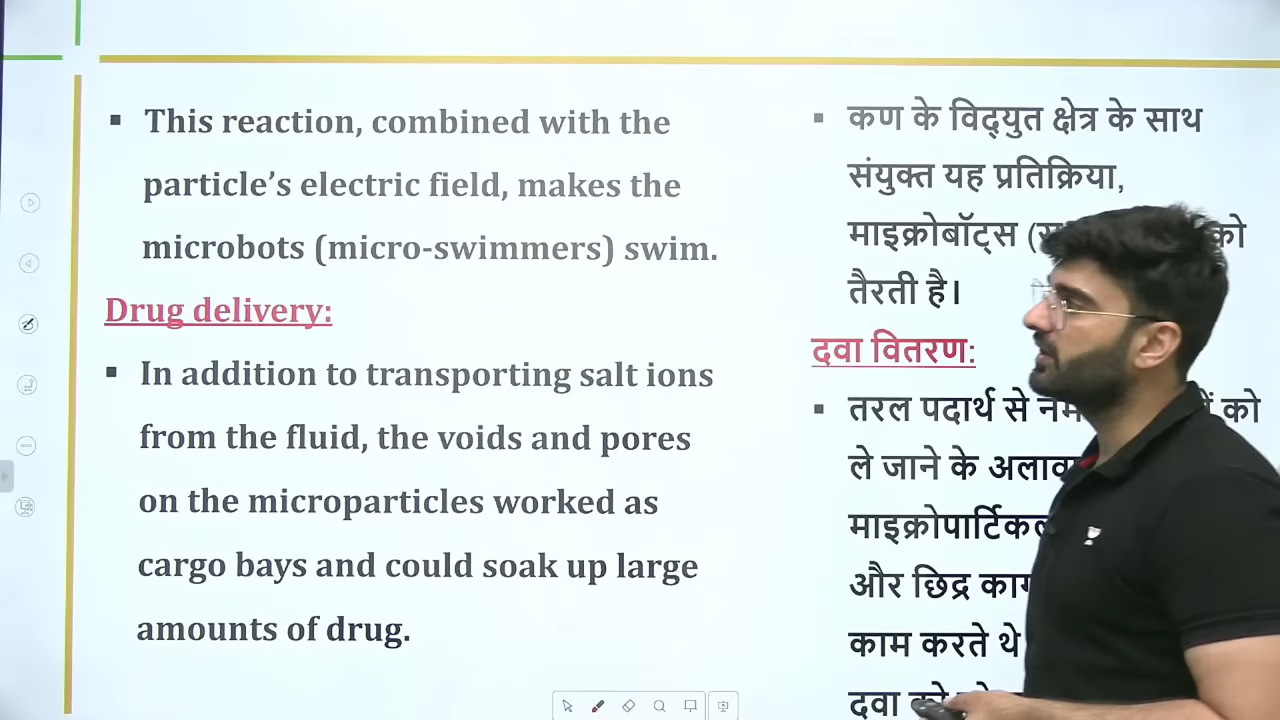 ▪ This reaction, combined with the
particle's electric field, makes the
microbots (micro-swimmers) swim.
Drug delivery:
▪ In addition to transporting salt ions
from the fluid, the voids and pores
on the microparticles worked as
cargo bays and could soak up large
amounts of drug.
▪ कण के विद्युत क्षेत्र के साथ
संयुक्त यह प्रतिक्रिया,
माइक्रोबॉट्स को
तैरती है।
दवा वितरण:
▪ तरल पदार्थ से को
ले जाने के अलावा
और छिद्र
काम करते थे
दवा